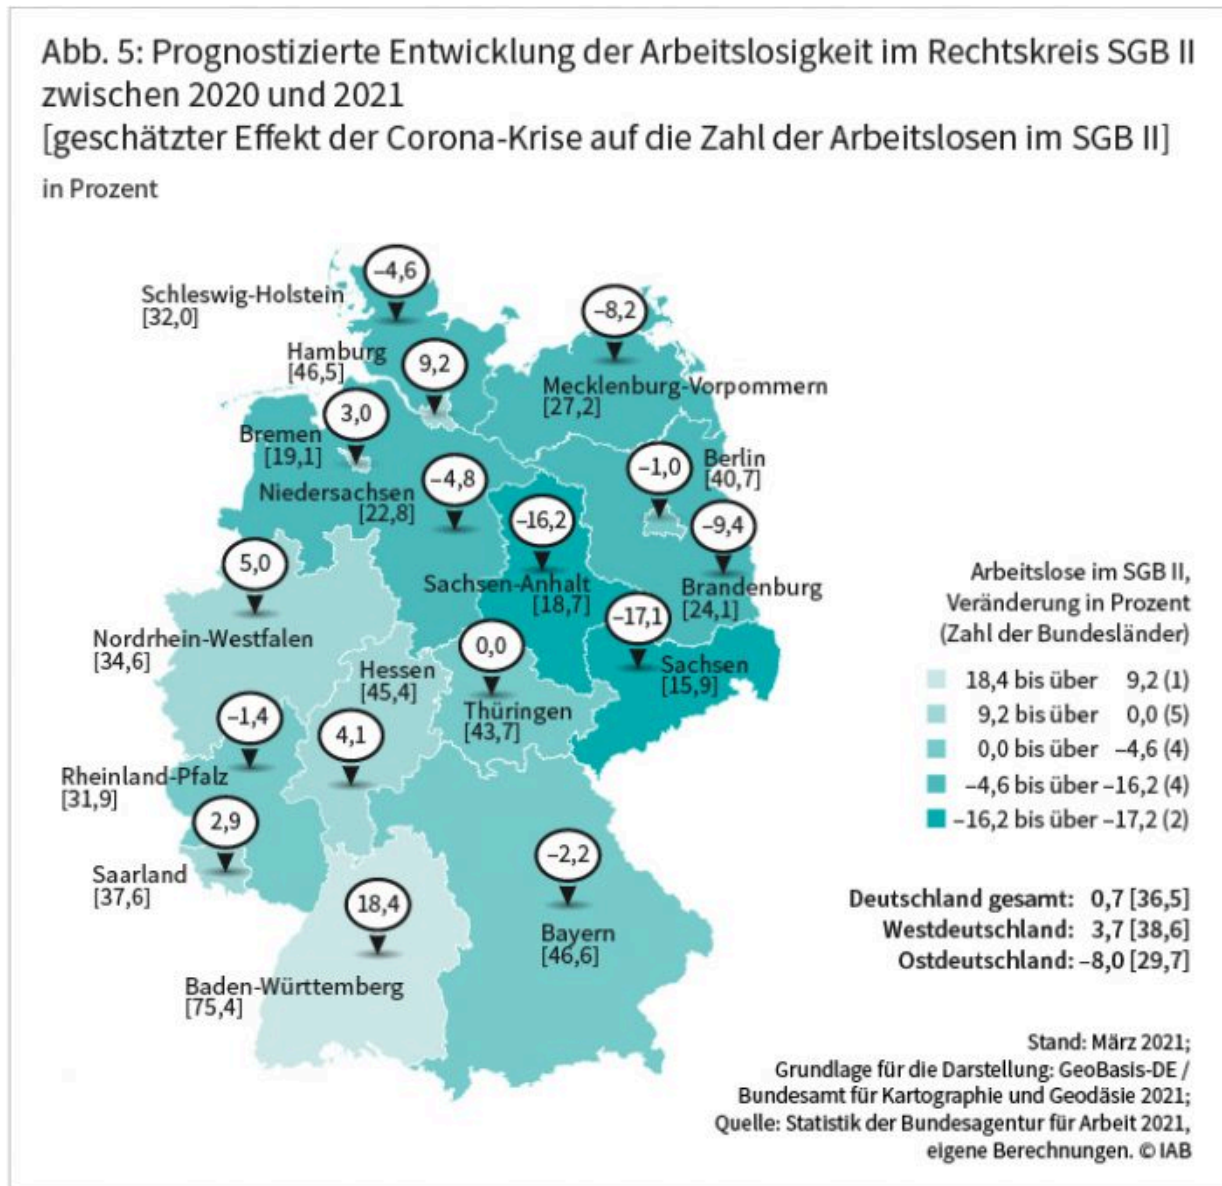 Abb. 5: Prognostizierte Entwicklung der Arbeitslosigkeit im Rechtskreis SGB II
zwischen 2020 und 2021
[geschätzter Effekt der Corona-Krise auf die Zahl der Arbeitslosen im SGB II]
in Prozent
–4,6
Schleswig-Holstein
[32,0]
–8,2
Hamburg
[46,5]
9,2
Mecklenburg-Vorpommern
[27,2]
3,0
Bremen
[19,1]
–1,0
Berlin
[40,7]
–4,8
Niedersachsen
[22,8]
–16,2
–9,4
5,0
Sachsen-Anhalt
[18,7]
Brandenburg
[24,1]
–17,1
Nordrhein-Westfalen
[34,6]
0,0
Hessen
[45,4]
Sachsen
[15,9]
Thüringen
[43,7]
–1,4
4,1
Rheinland-Pfalz
[31,9]
2,9
–2,2
Saarland
[37,6]
18,4
Bayern
[46,6]
Baden-Württemberg
[75,4]
Arbeitslose im SGB II,
Veränderung in Prozent
(Zahl der Bundesländer)
18,4 bis über 9,2 (1)
9,2 bis über 0,0 (5)
0,0 bis über –4,6 (4)
–4,6 bis über –16,2 (4)
–16,2 bis über –17,2 (2)
Deutschland gesamt: 0,7 [36,5]
Westdeutschland: 3,7 [38,6]
Ostdeutschland: –8,0 [29,7]
Stand: März 2021;
Grundlage für die Darstellung: GeoBasis-DE /
Bundesamt für Kartographie und Geodäsie 2021;
Quelle: Statistik der Bundesagentur für Arbeit 2021,
eigene Berechnungen. © IAB